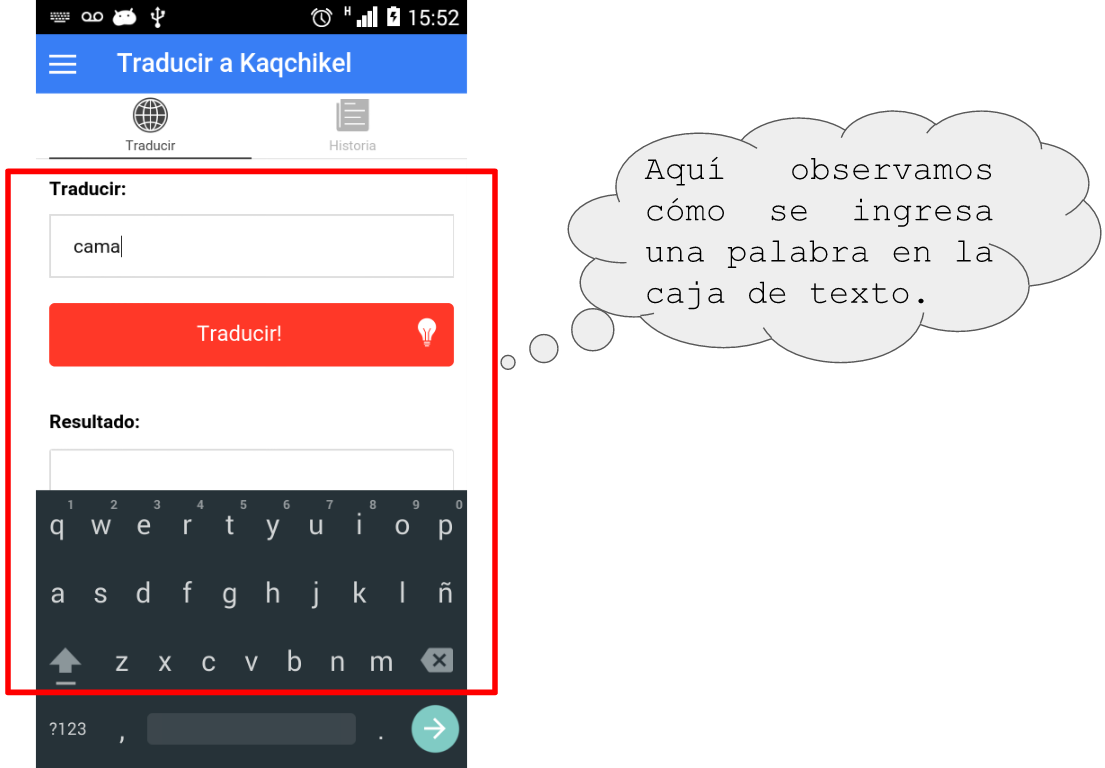 H 15:52
Traducir a Kaqchikel
Traducir Historia
Traducir:
cama
Traducir!
Resultado:
1 2 3 4 5 6 7 8 9 0
q w e r t y u i o p
a s d f g h j k l ñ
z x c v b n m
?123 , .
Aquí observamos
cómo se ingresa
una palabra en la
caja de texto.